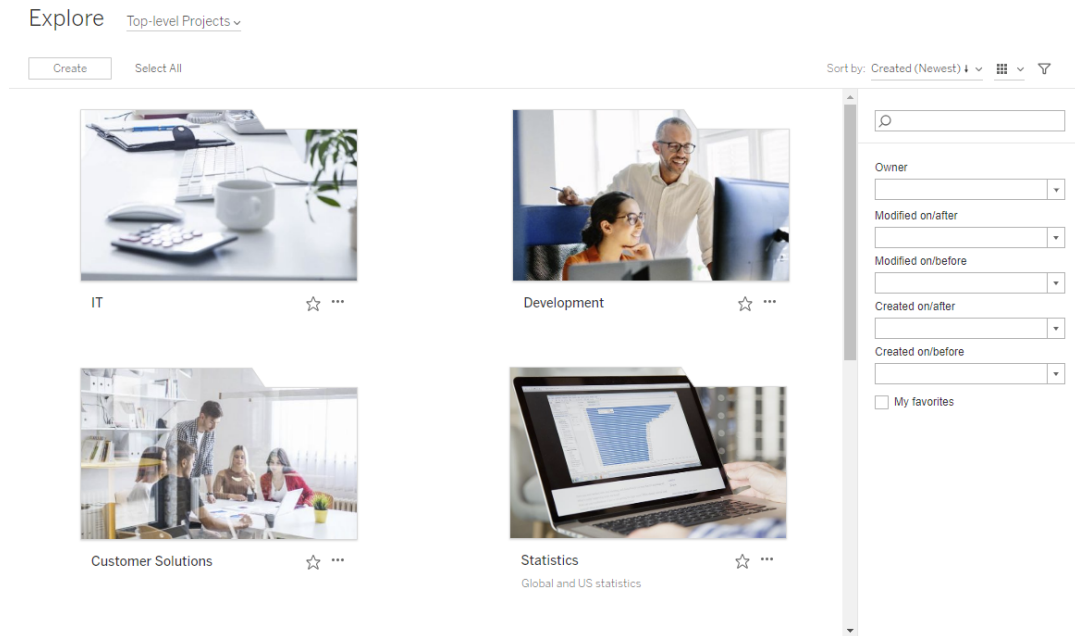 Explore
Top-level Projects
Create
Select All
Sort by: Created (Newest)
IT
Development
Customer Solutions
Statistics
Global and US statistics
Owner
Modified on/after
Modified on/before
Created on/after
Created on/before
My favorites